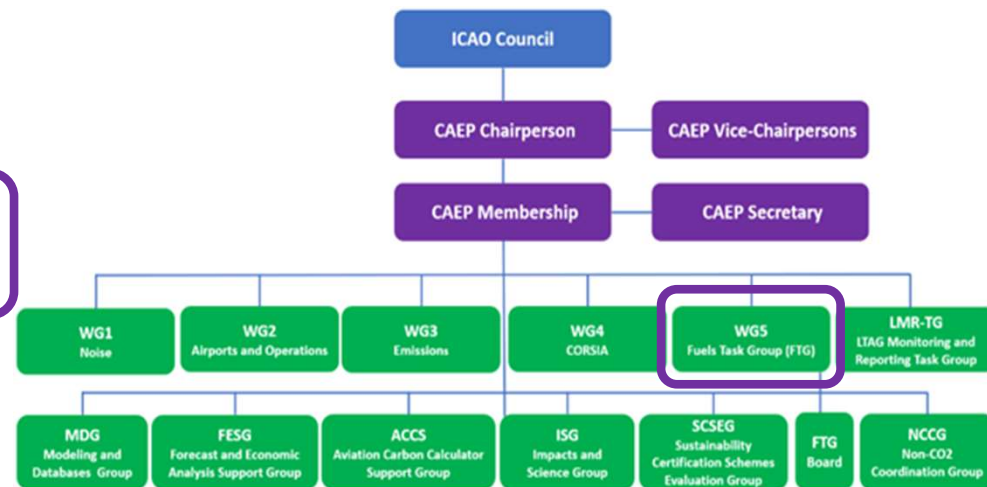 ICAO Council
CAEP Chairperson
CAEP Vice-Chairpersons
CAEP Membership
CAEP Secretary
WG1
Noise
WG2
Airports and Operations
WG3
Emissions
WG4
CORSIA
WG5
Fuels Task Group (FTG)
LMR-TG
LTAG Monitoring and
Reporting Task Group
MDG
Modeling and
Databases Group
FESG
Forecast and Economic
Analysis Support Group
ACCS
Aviation Carbon Calculator
Support Group
ISG
Impacts and
Science Group
SCSEG
Sustainability
Certification Schemes
Evaluation Group
FTG
Board
NCCG
Non-CO2
Coordination Group